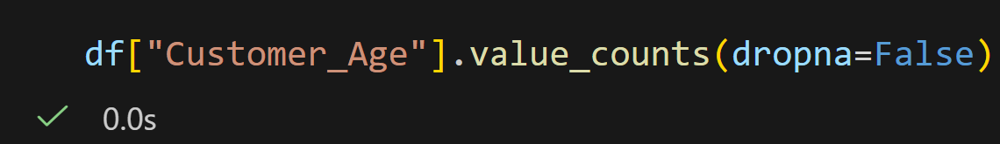 df["Customer_Age"].value_counts(dropna=False)
0.0s